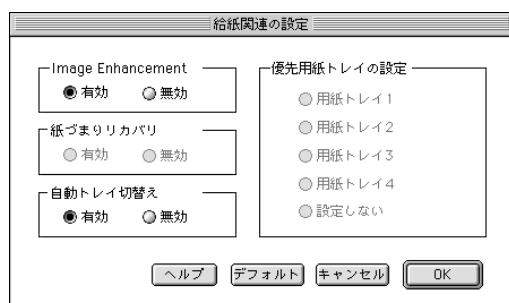 給紙関連の設定
Image Enhancement
有効 無効
紙づまりリカバリ
有効 無効
自動トレイ切替え
有効 無効
優先用紙トレイの設定
用紙トレイ1
用紙トレイ2
用紙トレイ3
用紙トレイ4
設定しない
ヘルプ デフォルト キャンセル OK